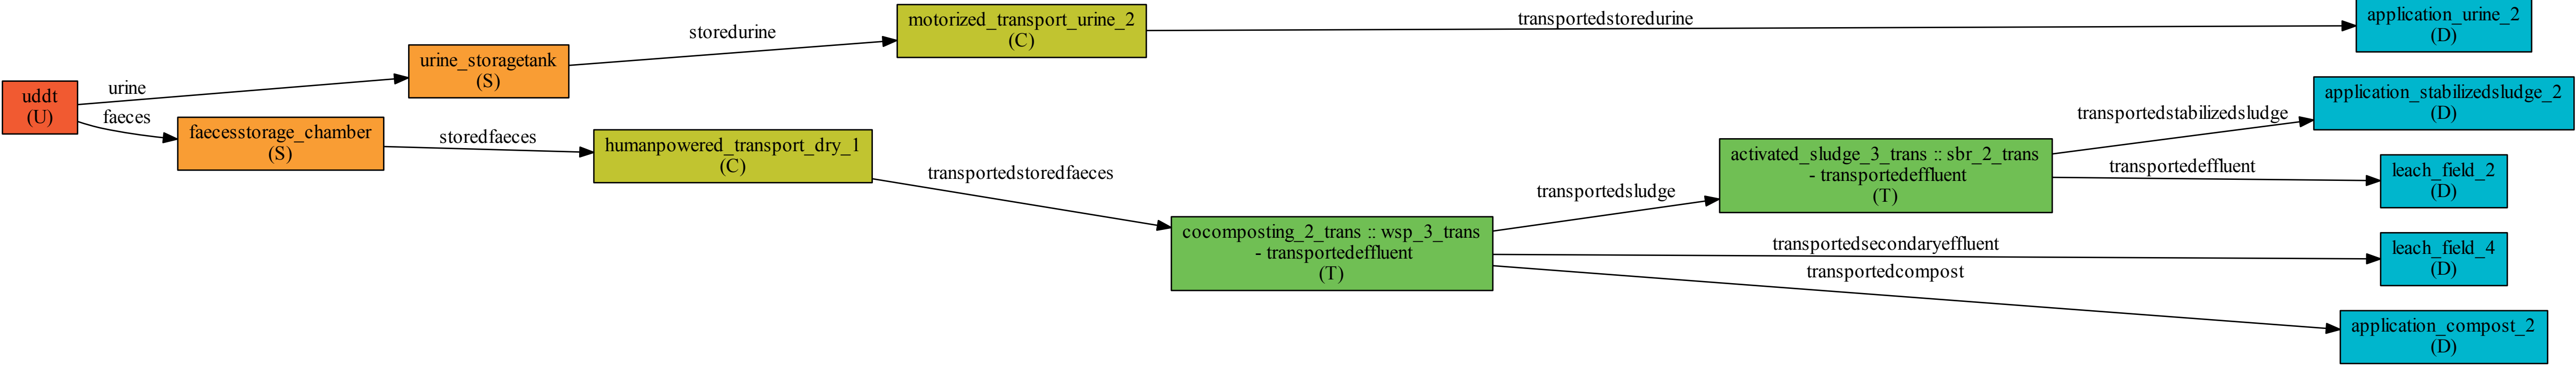 uddt
(U)
urine
faeces
urine_storagetank
(S)
faecesstorage_chamber
(S)
storedurine
storedfaeces
motorized_transport_urine_2
(C)
humanpowered_transport_dry_1
(C)
transportedstoredurine
transportedstoredfaeces
cocomposting_2_trans :: wsp_3_trans
- transportedeffluent
(T)
transportedsludge
transportedsecondaryeffluent
transportedcompost
activated_sludge_3_trans :: sbr_2_trans
- transportedeffluent
(T)
transportedstabilizedsludge
transportedeffluent
application_urine_2
(D)
application_stabilizedsludge_2
(D)
leach_field_2
(D)
leach_field_4
(D)
application_compost_2
(D)